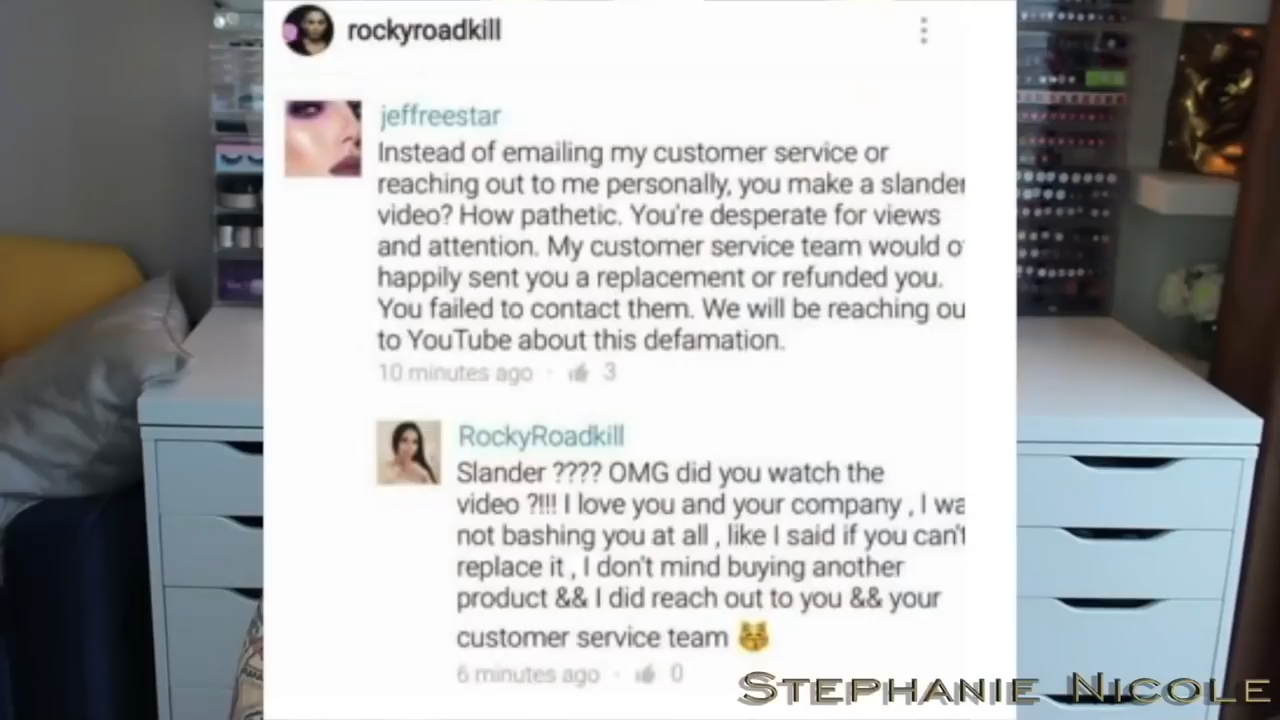 rockyroadkill
jeffreestar
Instead of emailing my customer service or
reaching out to me personally, you make a slander
video? How pathetic. You're desperate for views
and attention. My customer service team would o
happily sent you a replacement or refunded you.
You failed to contact them. We will be reaching ou
to YouTube about this defamation.
10 minutes ago · 3
RockyRoadkill
Slander ???? OMG did you watch the
video ?!!! I love you and your company , I wa
not bashing you at all , like I said if you can't
replace it , I don't mind buying another
product && I did reach out to you && your
customer service team 😽
6 minutes ago · 0
STEPHANIE NICOLE